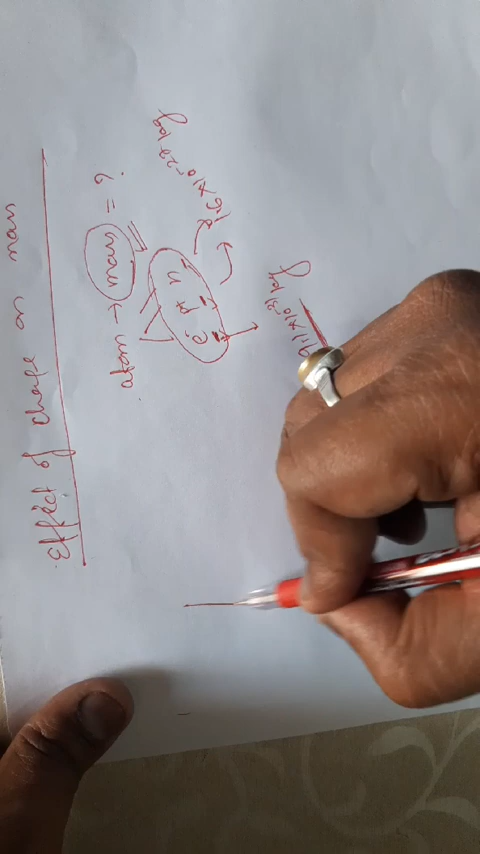 Effect of charge on mass
atom → mass = ?
e⁻ p⁺ n
1.6×10⁻²⁷ kg
9.1×10⁻³¹ kg